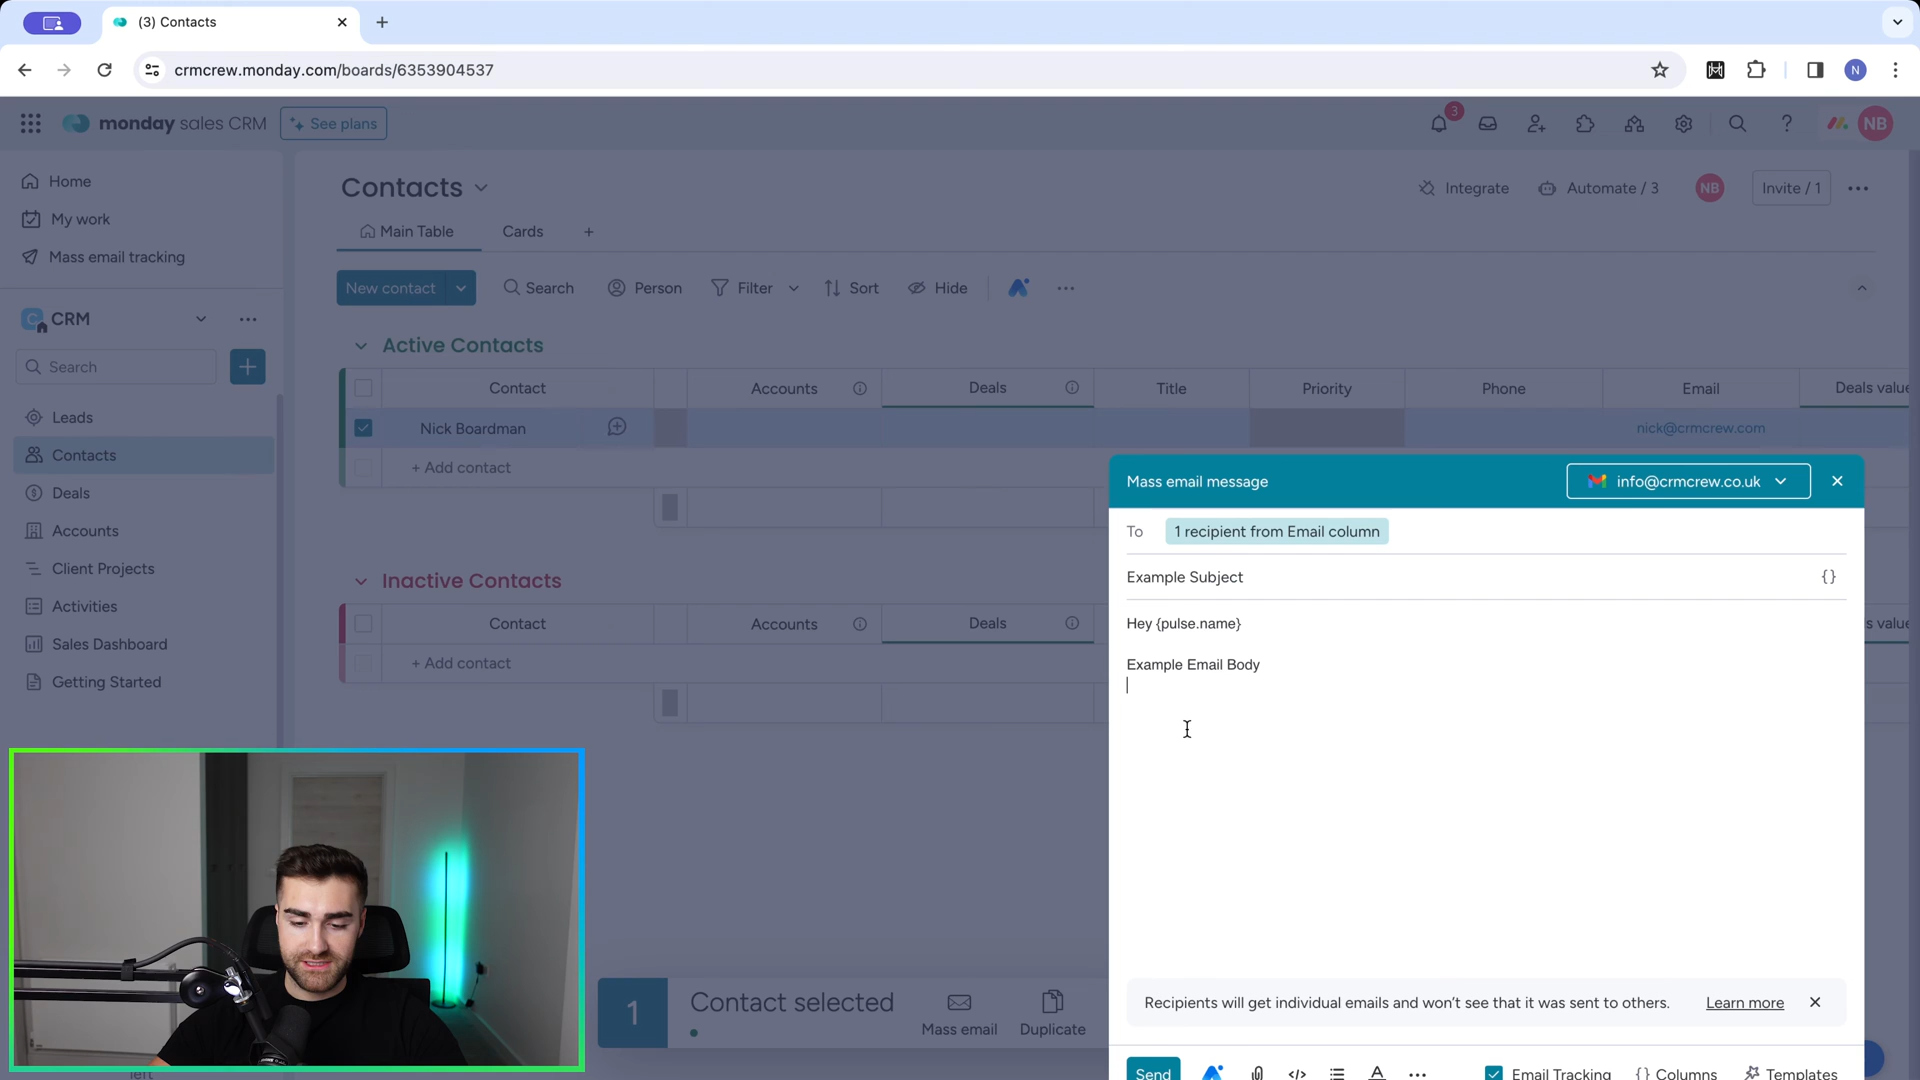 (3) Contacts
crmcrew.monday.com/boards/6353904537
N
monday sales CRM
See plans
3
NB
Home
My work
Mass email tracking
CRM
Search
Leads
Contacts
Deals
Accounts
Client Projects
Activities
Sales Dashboard
Getting Started
left
Contacts
Integrate
Automate / 3
NB
Invite / 1
Main Table
Cards
New contact
Search
Person
Filter
Sort
Hide
Active Contacts
Contact Accounts Deals Title Priority Phone Email Deals value
Nick Boardman nick@crmcrew.com
+ Add contact
Inactive Contacts
Contact Accounts Deals s value
+ Add contact
1
Contact selected
Mass email
Duplicate
Mass email message
info@crmcrew.co.uk
To 1 recipient from Email column
Example Subject {}
Hey {pulse.name}
Example Email Body
Recipients will get individual emails and won't see that it was sent to others. Learn more
Send
Email Tracking
{} Columns
Templates